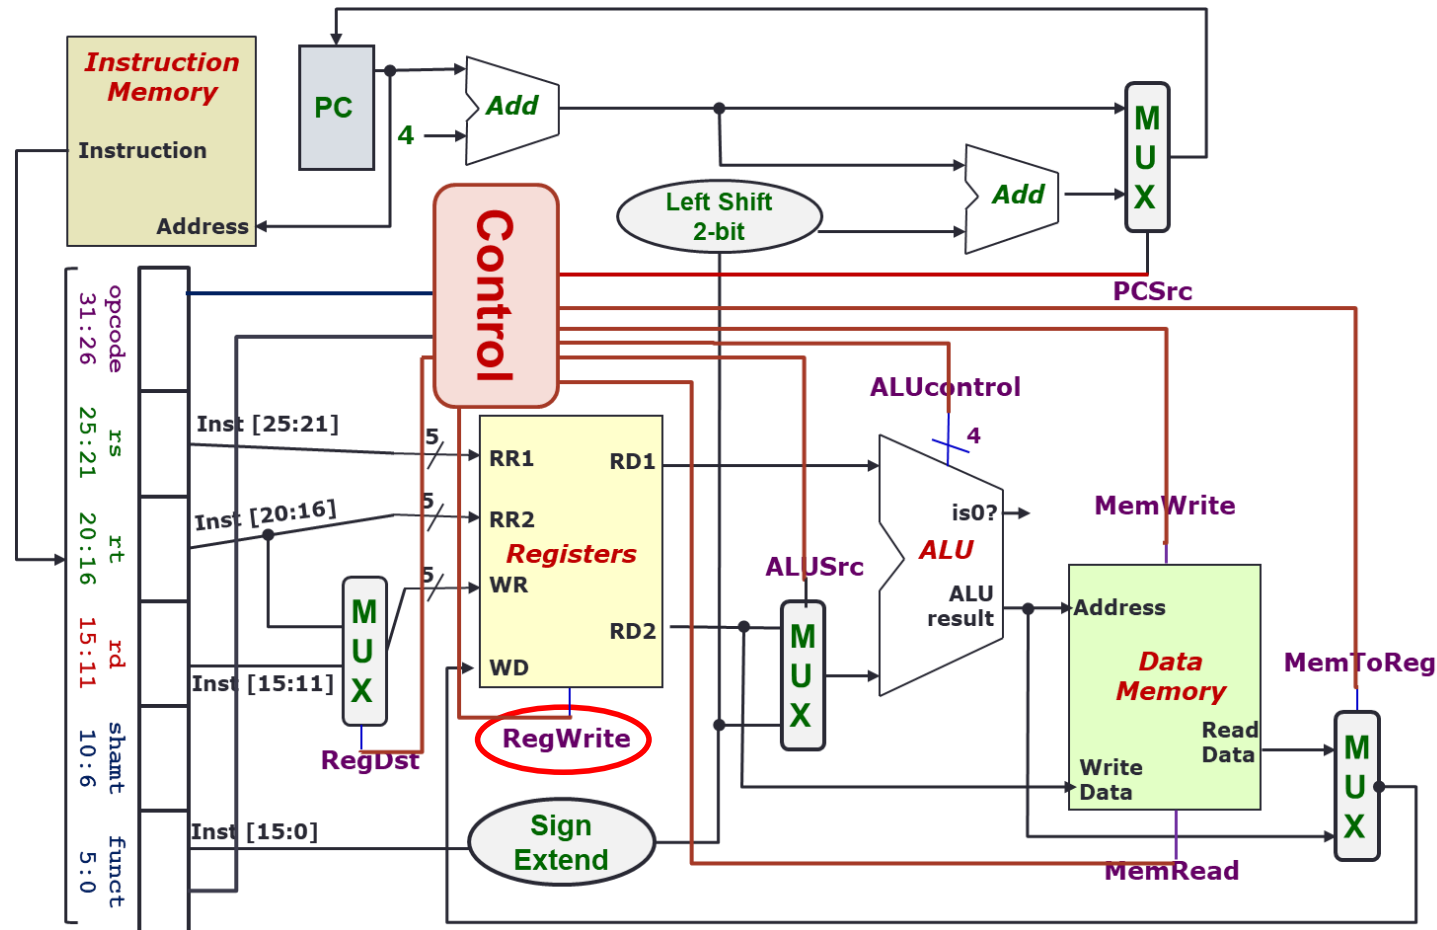 Instruction
Memory
Instruction
Address
PC
4
Add
Add
M
U
X
Left Shift
2-bit
Control
PCSrc
opcode
31:26
rs
25:21
rt
20:16
rd
15:11
shamt
10:6
funct
5:0
Inst [25:21]
Inst [20:16]
Inst [15:11]
Inst [15:0]
5
5
5
M
U
X
RegDst
RR1
RR2
WR
WD
RD1
RD2
Registers
RegWrite
Sign
Extend
ALUSrc
M
U
X
ALUcontrol
4
is0?
ALU
ALU
result
MemWrite
Address
Data
Memory
Read
Data
Write
Data
MemRead
MemToReg
M
U
X